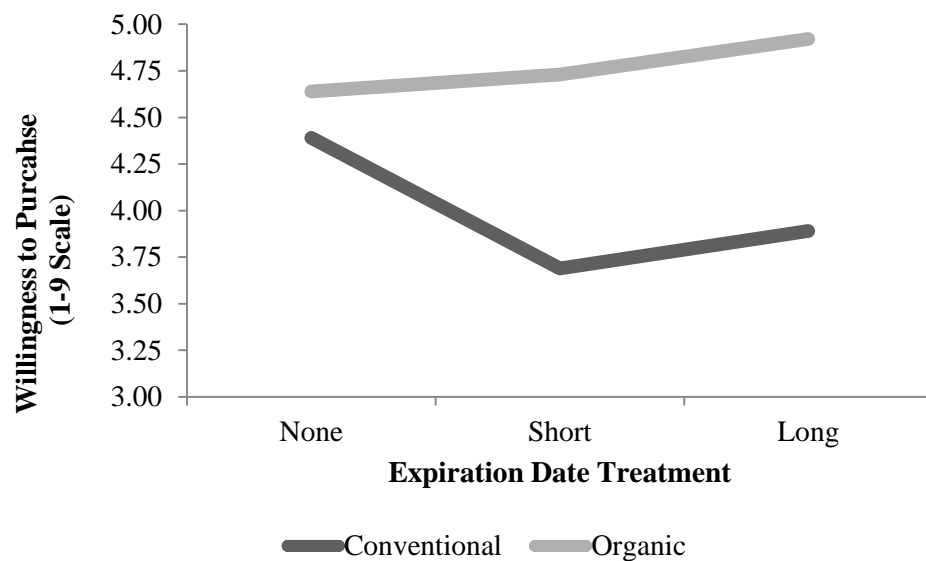 5.00
4.75
4.50
4.25
4.00
3.75
3.50
3.25
3.00
Willingness to Purcahse
(1-9 Scale)
None Short Long
Expiration Date Treatment
Conventional Organic